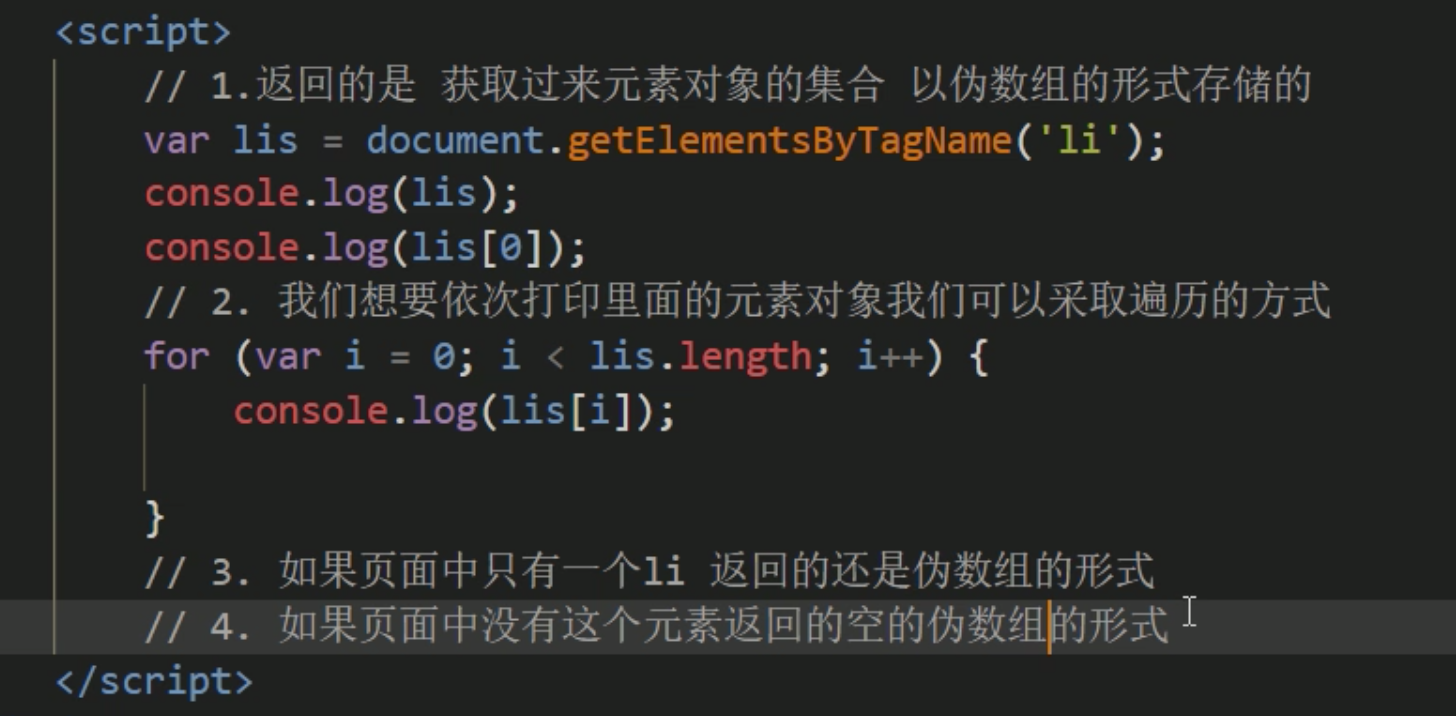 <script>
// 1.返回的是 获取过来元素对象的集合 以伪数组的形式存储的
var lis = document.getElementsByTagName('li');
console.log(lis);
console.log(lis[0]);
// 2. 我们想要依次打印里面的元素对象我们可以采取遍历的方式
for (var i = 0; i < lis.length; i++) {
console.log(lis[i]);
}
// 3. 如果页面中只有一个li 返回的还是伪数组的形式
// 4. 如果页面中没有这个元素返回的空的伪数组的形式
</script>